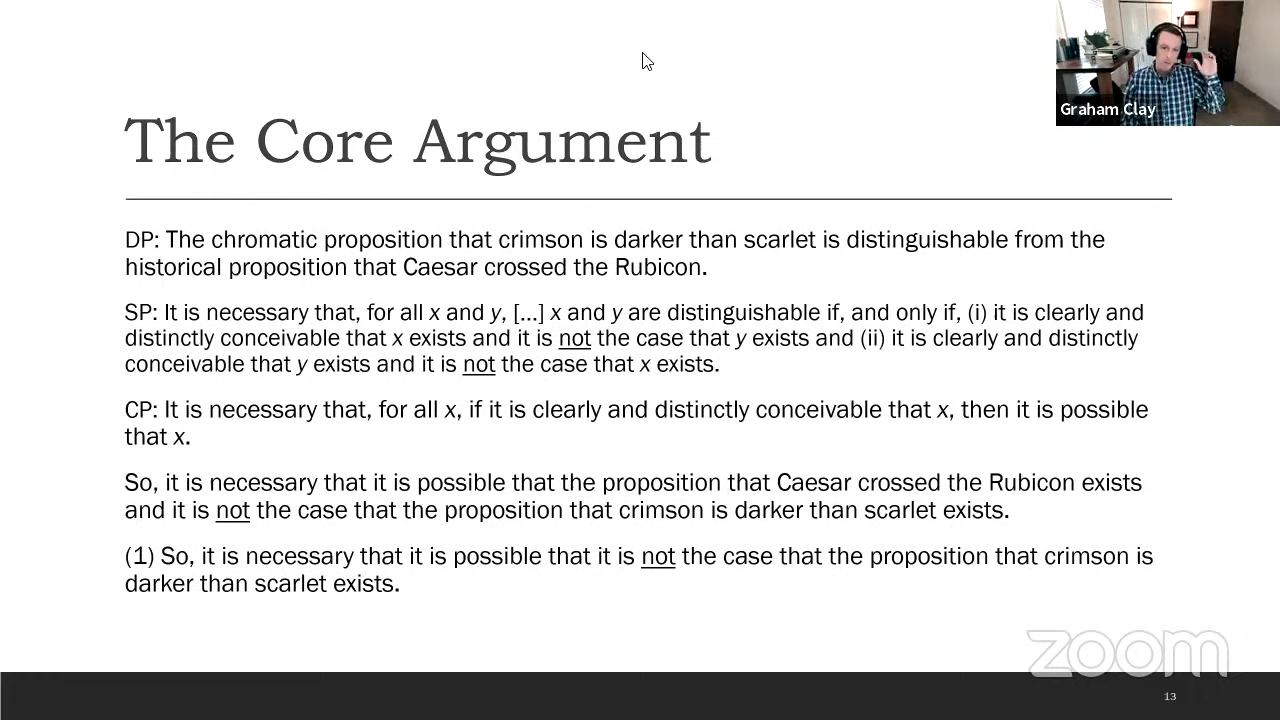 Graham Clay
The Core Argument
DP: The chromatic proposition that crimson is darker than scarlet is distinguishable from the
historical proposition that Caesar crossed the Rubicon.
SP: It is necessary that, for all x and y, [...] x and y are distinguishable if, and only if, (i) it is clearly and
distinctly conceivable that x exists and it is not the case that y exists and (ii) it is clearly and distinctly
conceivable that y exists and it is not the case that x exists.
CP: It is necessary that, for all x, if it is clearly and distinctly conceivable that x, then it is possible
that x.
So, it is necessary that it is possible that the proposition that Caesar crossed the Rubicon exists
and it is not the case that the proposition that crimson is darker than scarlet exists.
(1) So, it is necessary that it is possible that it is not the case that the proposition that crimson is
darker than scarlet exists.
zoom
13